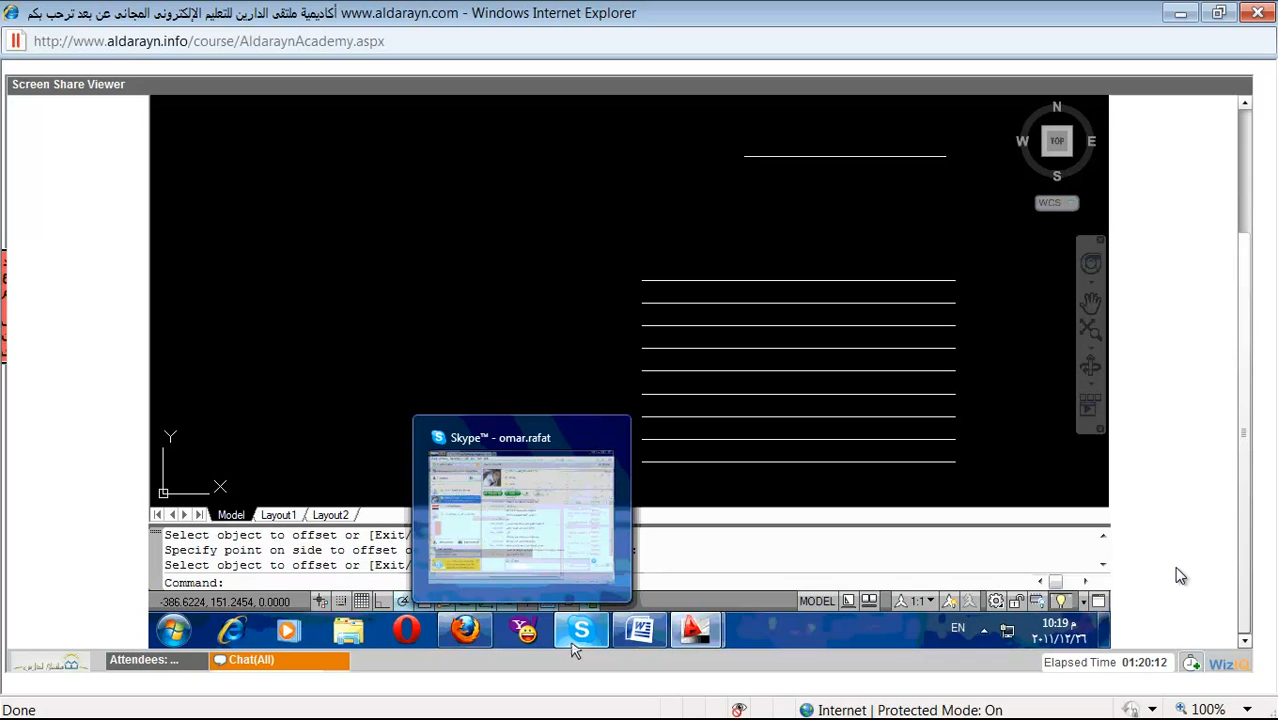 أكاديمية ملتقى الدارين للتعليم الإلكترونى المجانى عن بعد ترحب بكم www.aldarayn.com - Windows Internet Explorer
http://www.aldarayn.info/course/AldaraynAcademy.aspx
Screen Share Viewer
N
W TOP E
S
WCS
Y
X
Skype™ - omar.rafat
Model Layout1 Layout2
Select object to offset or [Exit/
Specify point on side to offset o
Select object to offset or [Exit/
Command:
-386.6224, 151.2454, 0.0000
MODEL 1:1
EN
م 10:19
٢٠١١/١٢/٢٦
Attendees: ...
Chat(All)
Elapsed Time 01:20:12
WizIQ
Done
Internet | Protected Mode: On
100%